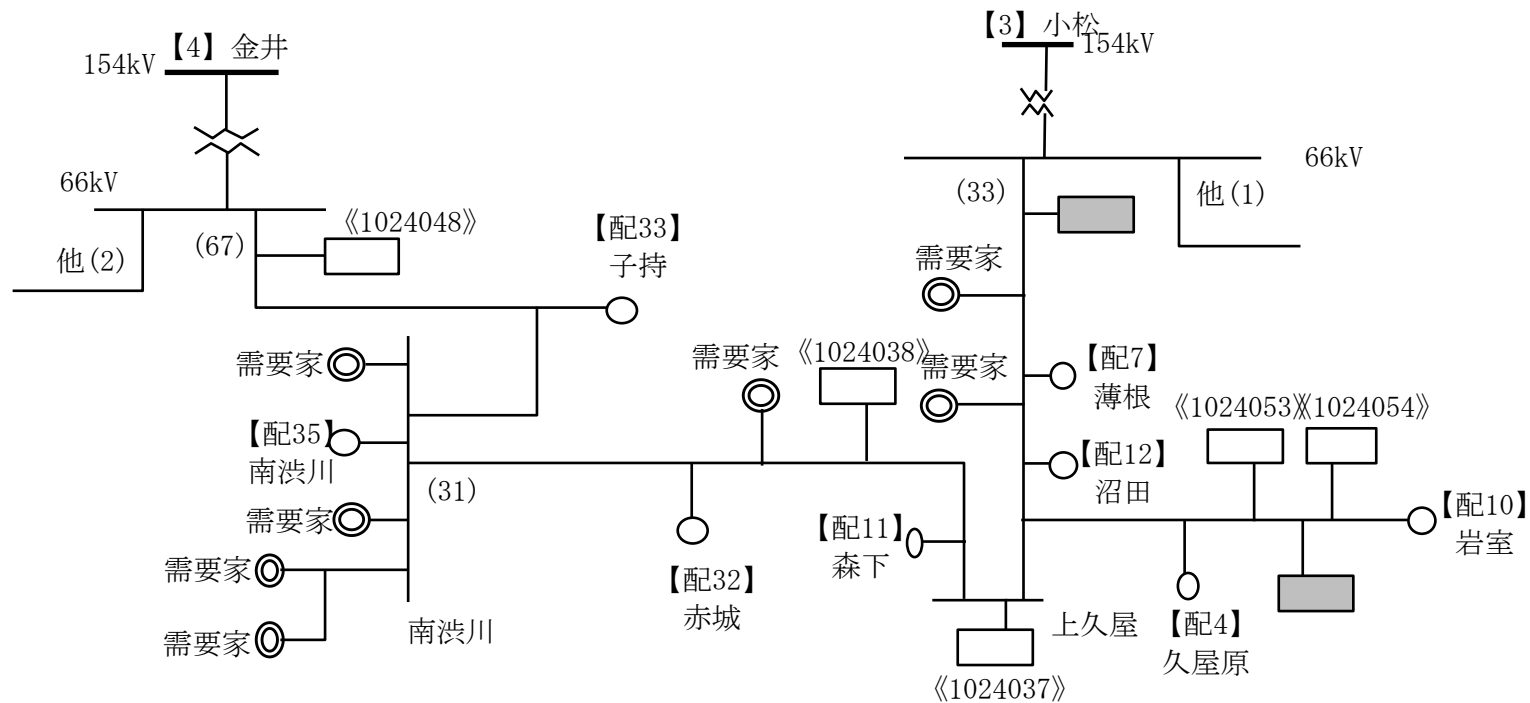 【4】金井
154kV
66kV
他(2)
(67)
《1024048》
【配33】
子持
需要家
【配35】
南渋川
需要家
需要家
需要家
南渋川
(31)
需要家
《1024038》
【配32】
赤城
【配11】
森下
【3】小松
154kV
66kV
(33)
他(1)
需要家
需要家
【配7】
薄根
【配12】
沼田
《1024053》
《1024054》
【配10】
岩室
【配4】
久屋原
上久屋
《1024037》